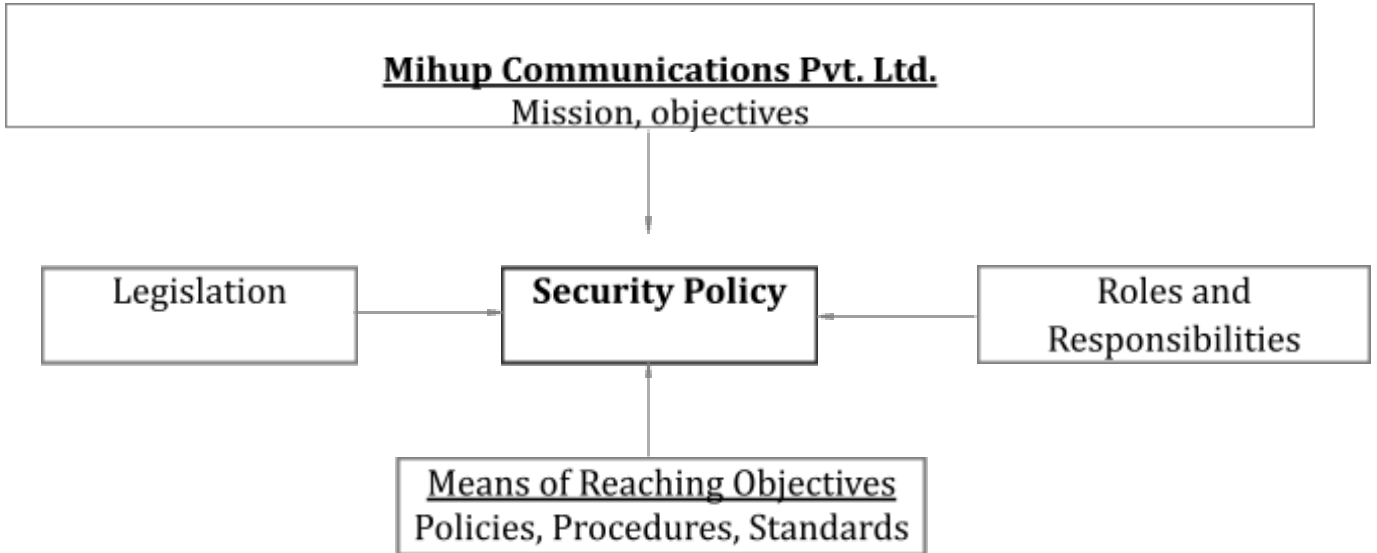 Mihup Communications Pvt. Ltd.
Mission, objectives
Legislation
Security Policy
Roles and
Responsibilities
Means of Reaching Objectives
Policies, Procedures, Standards